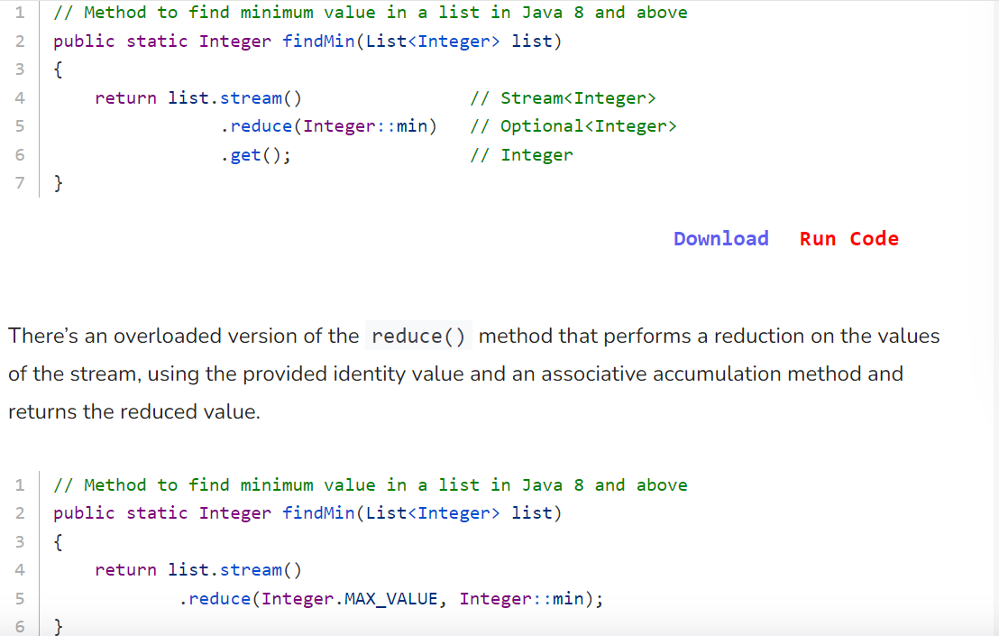 1 // Method to find minimum value in a list in Java 8 and above
2 public static Integer findMin(List<Integer> list)
3 {
4     return list.stream()                // Stream<Integer>
5                 .reduce(Integer::min)   // Optional<Integer>
6                 .get();                 // Integer
7 }
Download Run Code
There’s an overloaded version of the reduce() method that performs a reduction on the values
of the stream, using the provided identity value and an associative accumulation method and
returns the reduced value.
1 // Method to find minimum value in a list in Java 8 and above
2 public static Integer findMin(List<Integer> list)
3 {
4     return list.stream()
5             .reduce(Integer.MAX_VALUE, Integer::min);
6 }